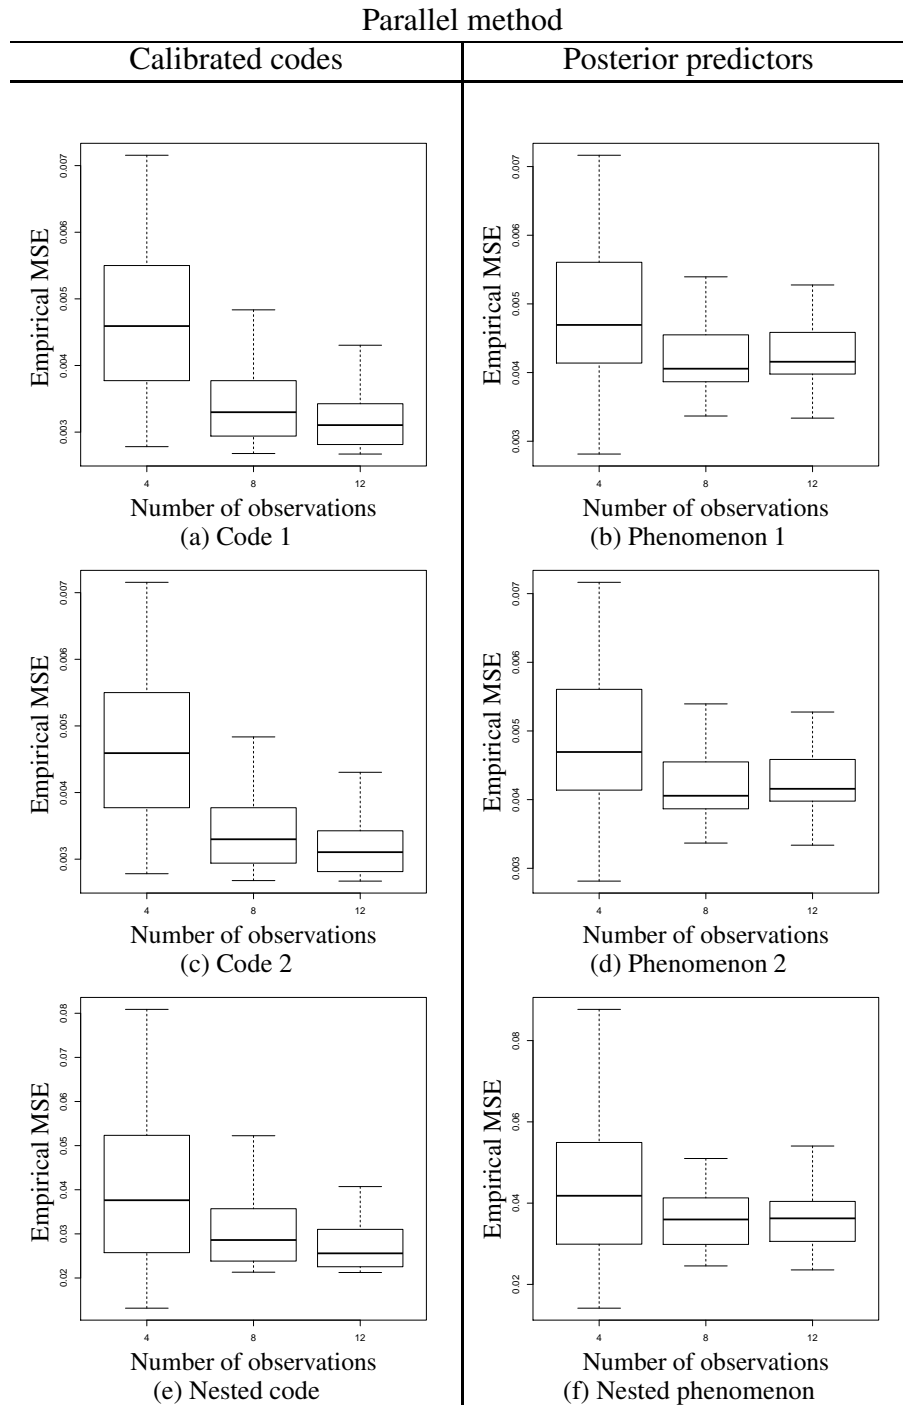 Parallel method
Calibrated codes
Posterior predictors
Empirical MSE
0.007
0.006
0.005
0.004
0.003
4 8 12
Number of observations
(a) Code 1
Empirical MSE
0.007
0.006
0.005
0.004
0.003
4 8 12
Number of observations
(b) Phenomenon 1
Empirical MSE
0.007
0.006
0.005
0.004
0.003
4 8 12
Number of observations
(c) Code 2
Empirical MSE
0.007
0.006
0.005
0.004
0.003
4 8 12
Number of observations
(d) Phenomenon 2
Empirical MSE
0.08
0.07
0.06
0.05
0.04
0.03
0.02
4 8 12
Number of observations
(e) Nested code
Empirical MSE
0.08
0.06
0.04
0.02
4 8 12
Number of observations
(f) Nested phenomenon